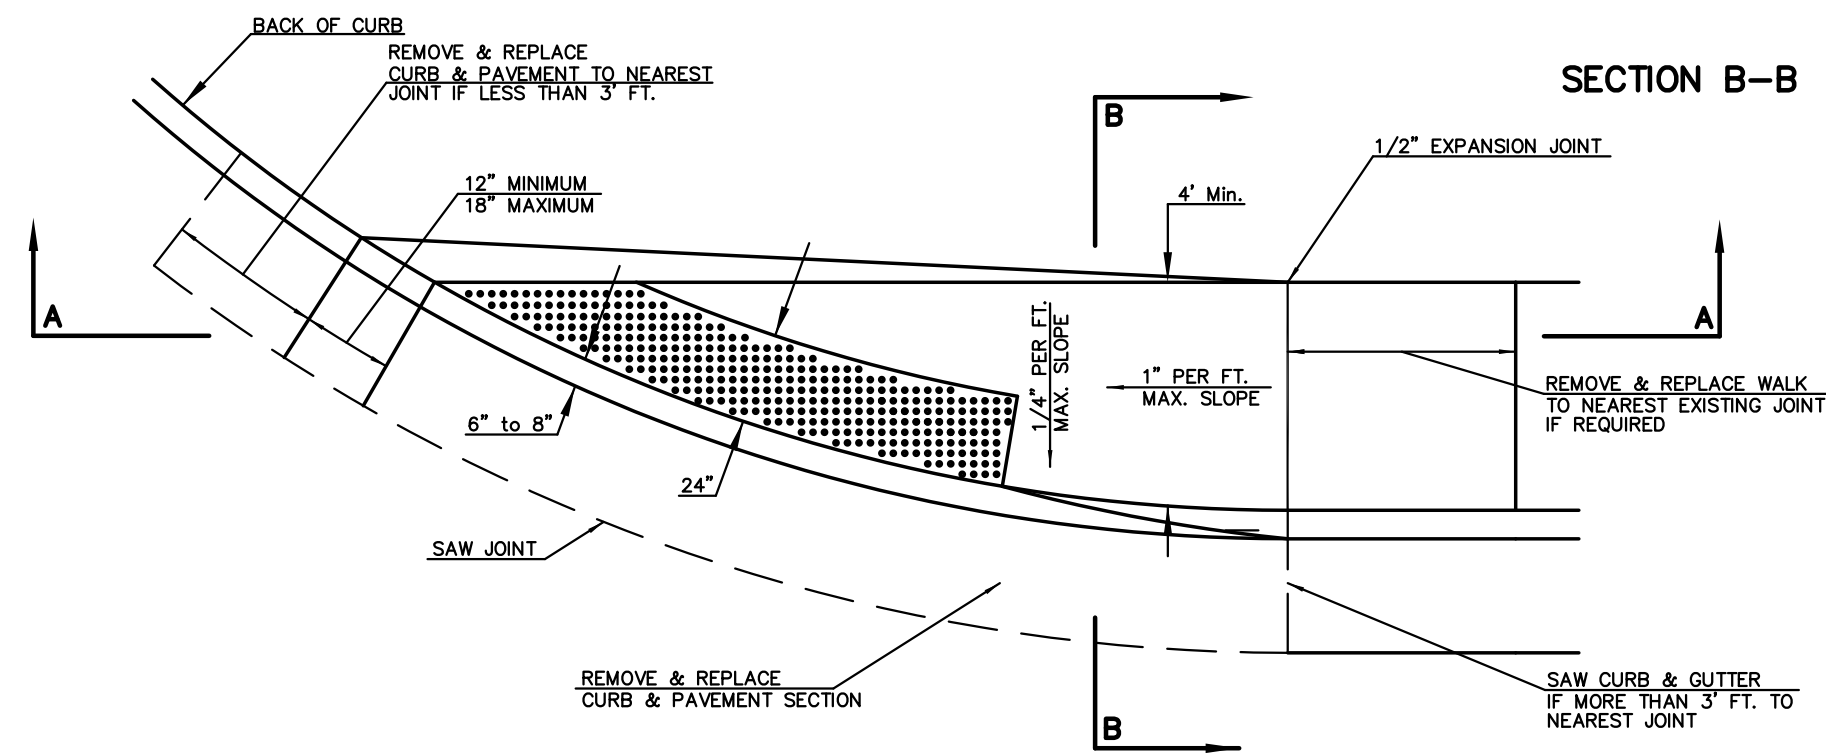 BACK OF CURB
REMOVE & REPLACE
CURB & PAVEMENT TO NEAREST
JOINT IF LESS THAN 3' FT.
SECTION B-B
B
1/2" EXPANSION JOINT
12" MINIMUM
18" MAXIMUM
4' Min.
A
A
1/4" PER FT.
MAX. SLOPE
1" PER FT.
MAX. SLOPE
REMOVE & REPLACE WALK
TO NEAREST EXISTING JOINT
IF REQUIRED
6" to 8"
24"
SAW JOINT
REMOVE & REPLACE
CURB & PAVEMENT SECTION
SAW CURB & GUTTER
IF MORE THAN 3' FT. TO
NEAREST JOINT
B